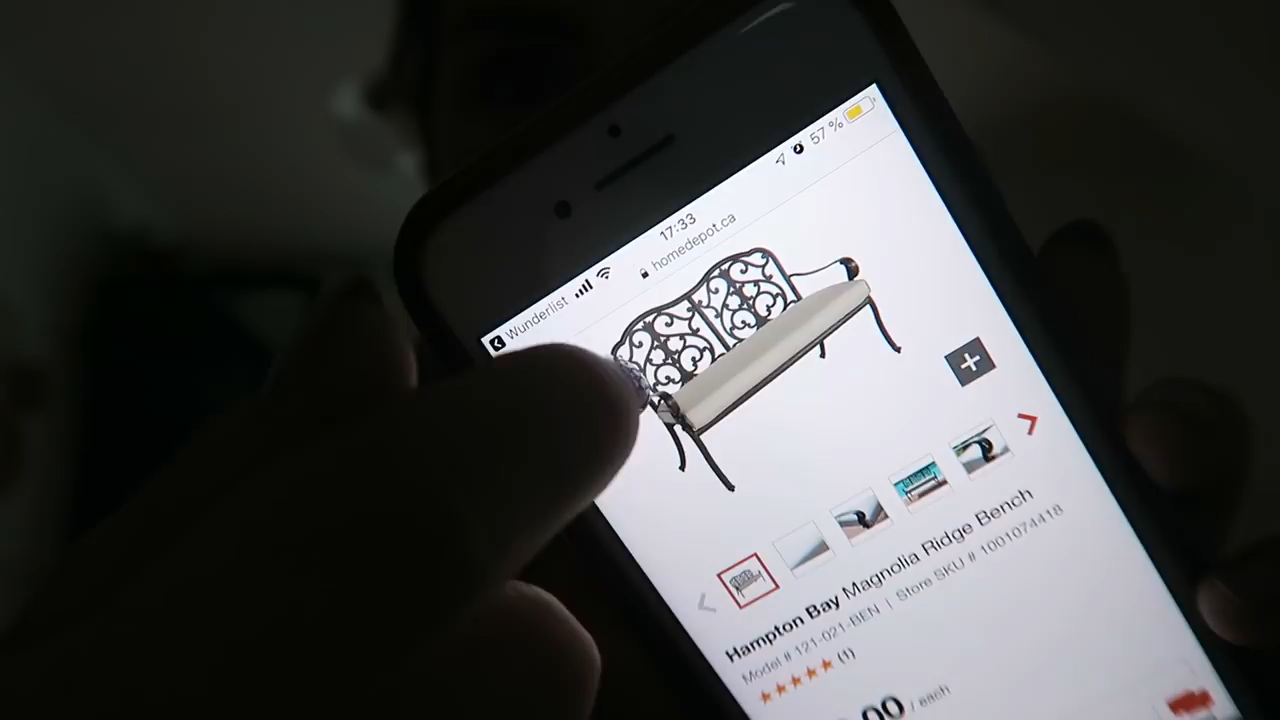 Wunderlist
17:33
57 %
homedepot.ca
Hampton Bay Magnolia Ridge Bench
Model # 121-021-BEN | Store SKU # 1001074418
(1)
.00 / each